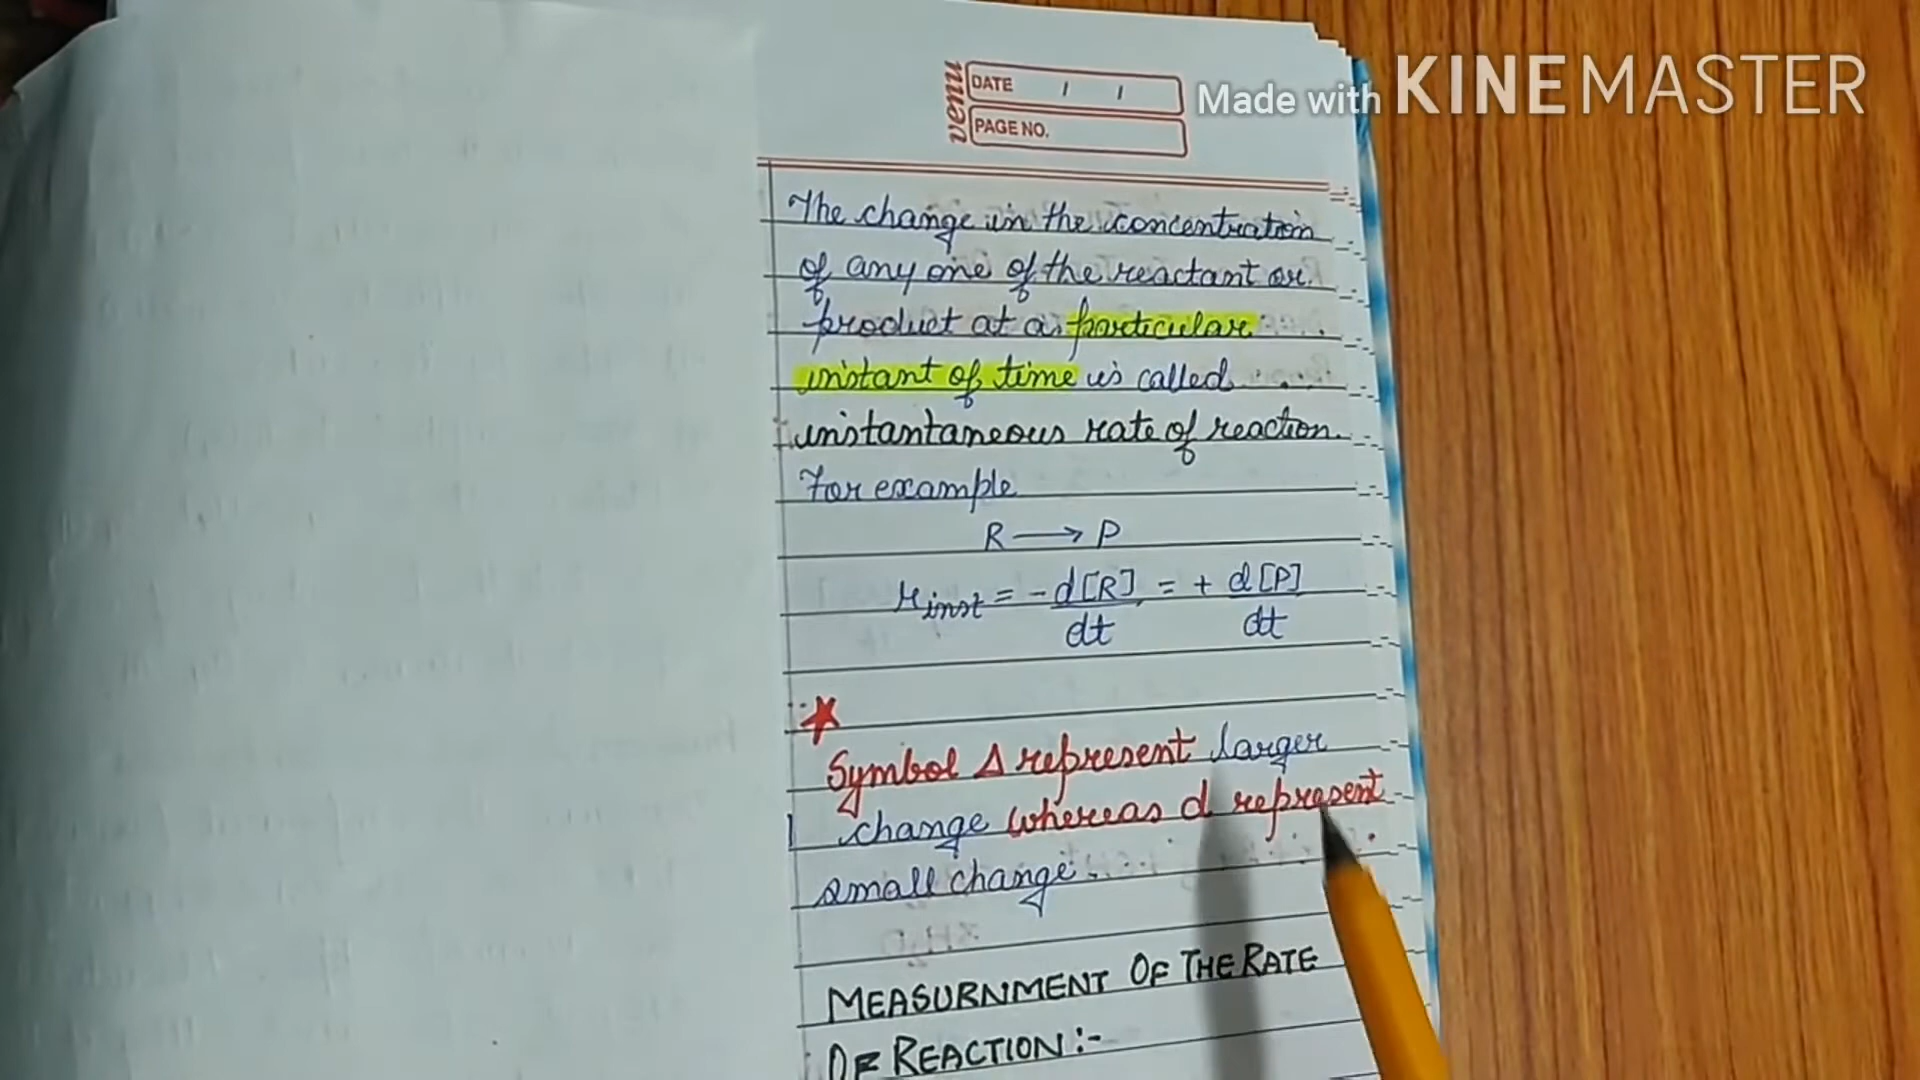 Made with KINEMASTER
venu
DATE / /
PAGE NO.
The change in the concentration
of any one of the reactant or
product at a particular
instant of time is called
instantaneous rate of reaction.
For example
R ⟶ P
r inst = - d[R] / dt = + d[P] / dt
★
Symbol Δ represent larger
change whereas d represent
small change.
MEASURNMENT OF THE RATE
OF REACTION:-